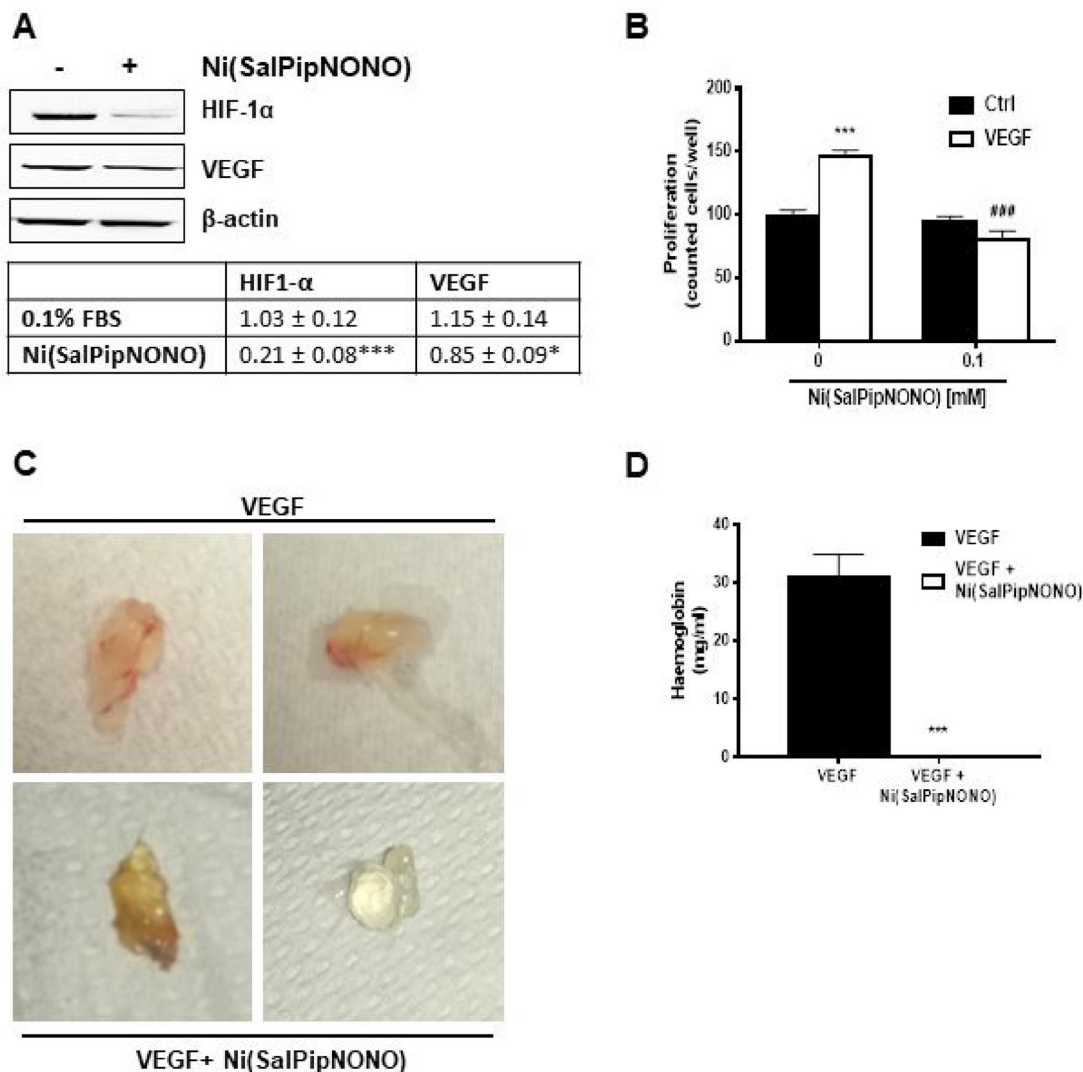 A
- + Ni(SalPipNONO)
HIF-1α
VEGF
β-actin
HIF1-α VEGF
0.1% FBS 1.03 ± 0.12 1.15 ± 0.14
Ni(SalPipNONO) 0.21 ± 0.08*** 0.85 ± 0.09*
B
Proliferation
(counted cells/well)
200
150
100
50
0
Ctrl
VEGF
***
###
0 0.1
Ni(SalPipNONO) [mM]
C
VEGF
VEGF+ Ni(SalPipNONO)
D
Haemoglobin
(mg/ml)
40
30
20
10
0
VEGF
VEGF +
Ni(SalPipNONO)
***
VEGF VEGF +
Ni(SalPipNONO)